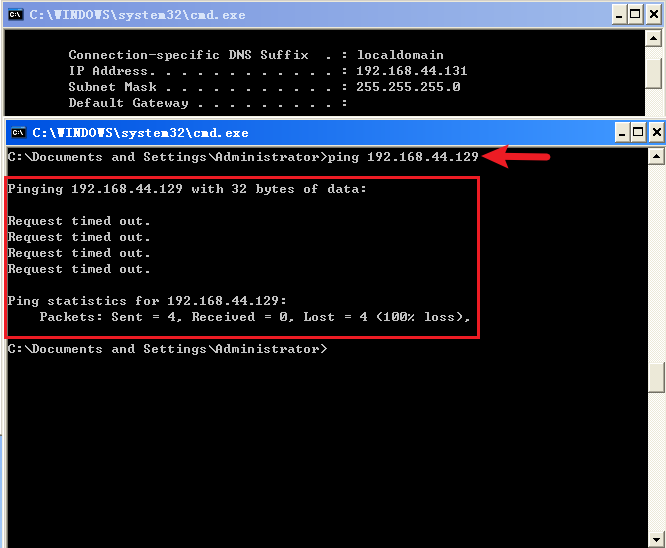 C:\WINDOWS\system32\cmd.exe
Connection-specific DNS Suffix  . : localdomain
IP Address. . . . . . . . . . . . : 192.168.44.131
Subnet Mask . . . . . . . . . . . : 255.255.255.0
Default Gateway . . . . . . . . . :
C:\WINDOWS\system32\cmd.exe
C:\Documents and Settings\Administrator>ping 192.168.44.129
Pinging 192.168.44.129 with 32 bytes of data:
Request timed out.
Request timed out.
Request timed out.
Request timed out.
Ping statistics for 192.168.44.129:
Packets: Sent = 4, Received = 0, Lost = 4 (100% loss),
C:\Documents and Settings\Administrator>